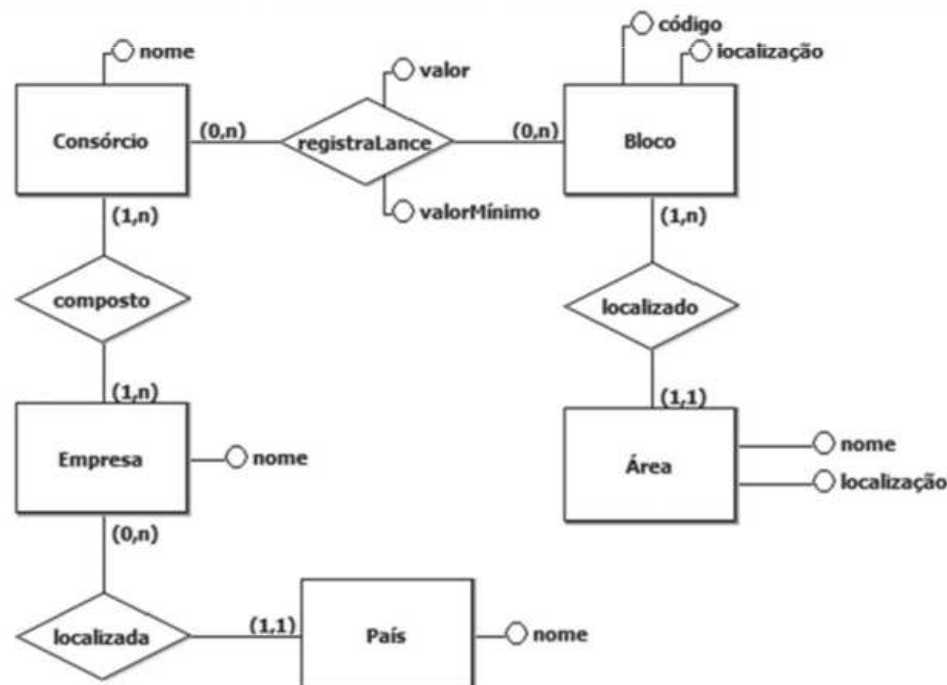 código
nome
localização
valor
Consórcio
(0,n)
registraLance
(0,n)
Bloco
valorMínimo
(1,n)
(1,n)
composto
localizado
(1,n)
(1,1)
Empresa
nome
Área
nome
localização
(0,n)
localizada
(1,1)
País
nome